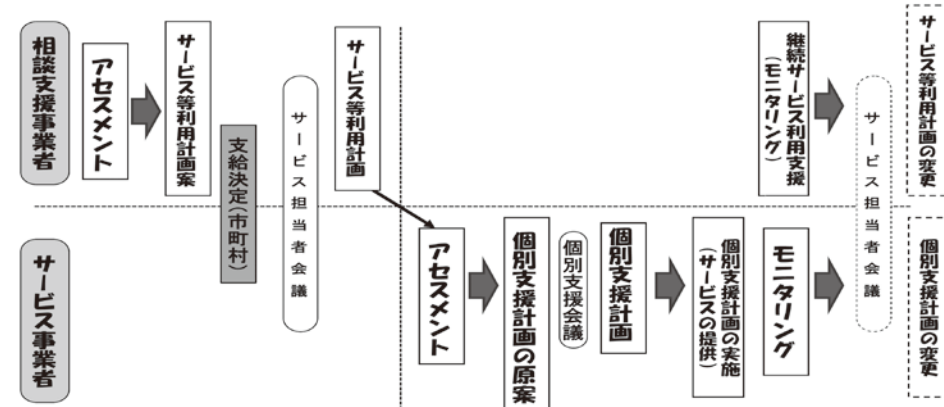 相談支援事業者
アセスメント
サービス等利用計画案
支給決定(市町村)
サービス担当者会議
サービス等利用計画
継続サービス利用支援
(モニタリング)
サービス担当者会議
サービス等利用計画の変更
サービス事業者
アセスメント
個別支援計画の原案
個別支援会議
個別支援計画
個別支援計画の実施
(サービスの提供)
モニタリング
個別支援計画の変更